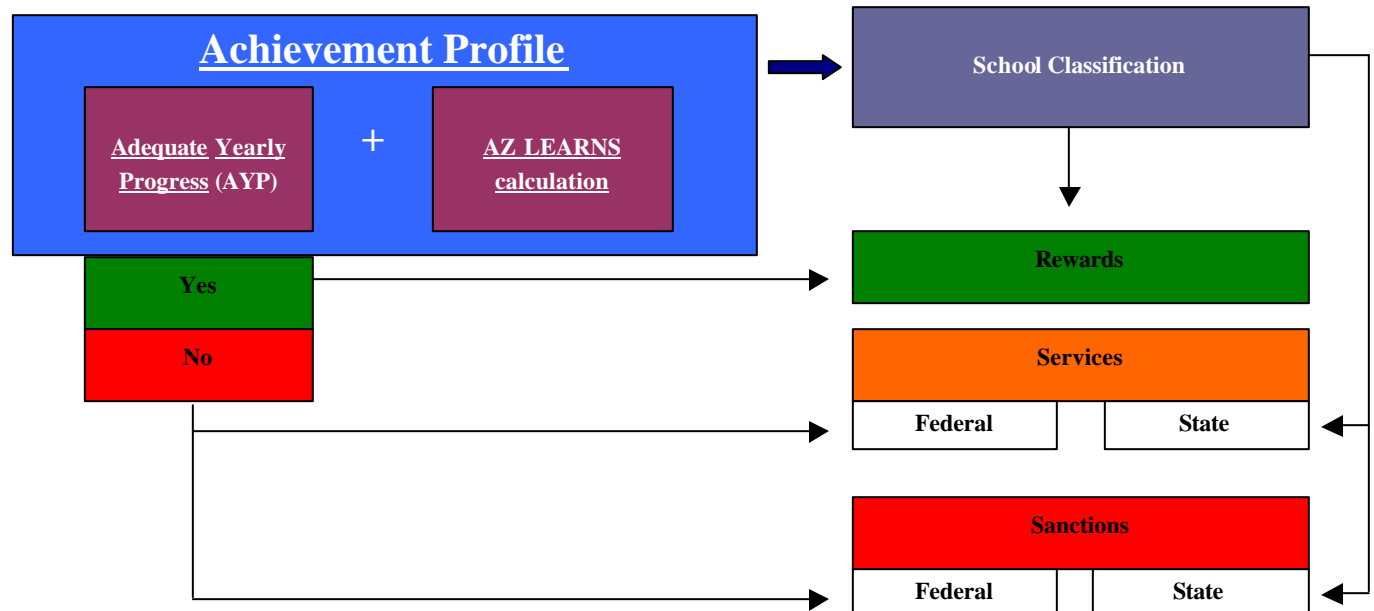 Achievement Profile
Adequate Yearly
Progress (AYP)
+
AZ LEARNS
calculation
School Classification
Yes
No
Rewards
Services
Federal
State
Sanctions
Federal
State